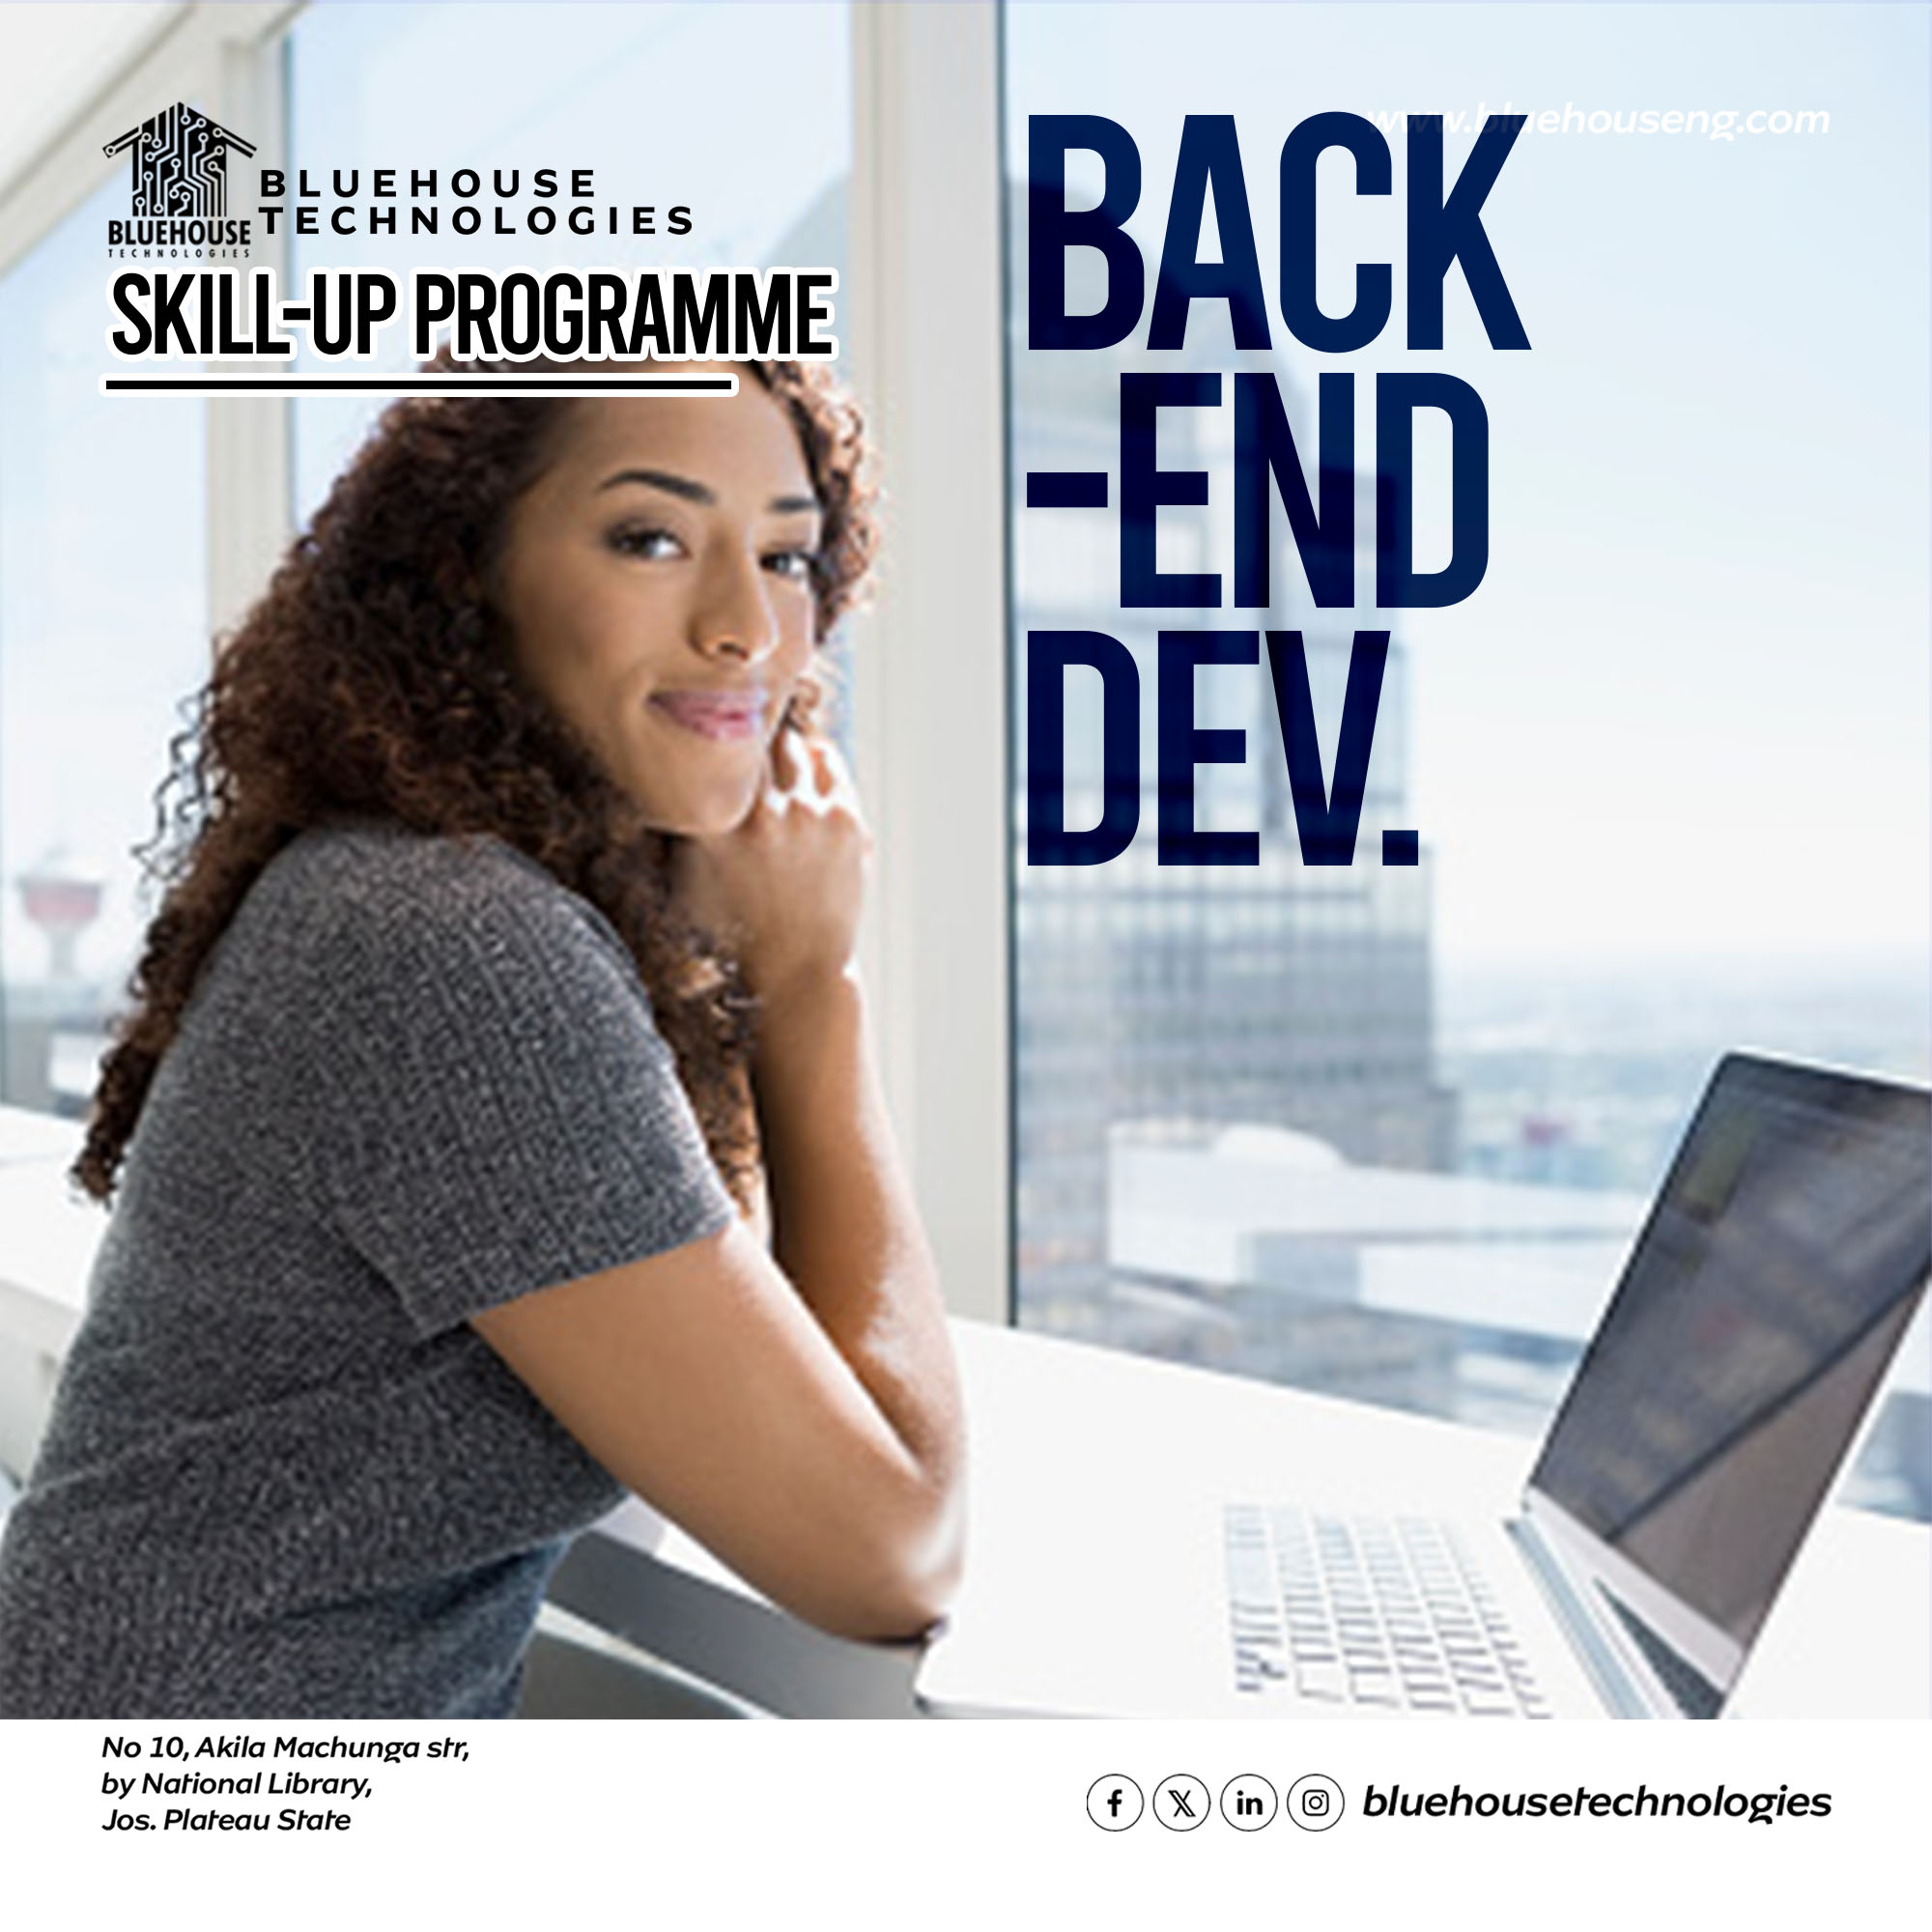 BLUEHOUSE
TECHNOLOGIES
BLUEHOUSE
TECHNOLOGIES
SKILL-UP PROGRAMME
www.bluehouseng.com
BACK
-END
DEV.
No 10, Akila Machunga str,
by National Library,
Jos. Plateau State
bluehousetechnologies